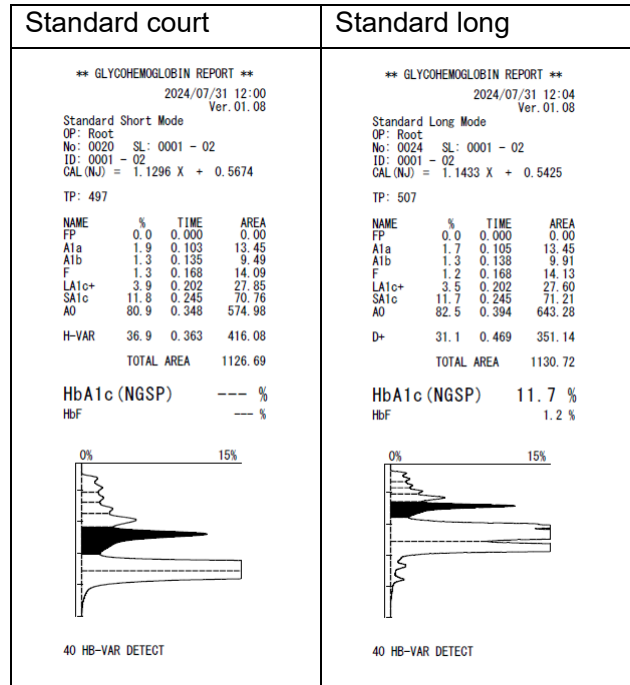 Standard court
** GLYCOHEMOGLOBIN REPORT **
2024/07/31 12:00
Ver. 01. 08
Standard Short Mode
OP: Root
No: 0020 SL: 0001 - 02
ID: 0001 - 02
CAL(NJ) = 1.1296 X + 0.5674
TP: 497
NAME % TIME AREA
FP 0.0 0.000 0.00
A1a 1.9 0.103 13.45
A1b 1.3 0.135 9.49
F 1.3 0.168 14.09
LA1c+ 3.9 0.202 27.85
SA1c 11.8 0.245 70.76
A0 80.9 0.348 574.98
H-VAR 36.9 0.363 416.08
TOTAL AREA 1126.69
HbA1c(NGSP) --- %
HbF --- %
0% 15%
40 HB-VAR DETECT
Standard long
** GLYCOHEMOGLOBIN REPORT **
2024/07/31 12:04
Ver. 01. 08
Standard Long Mode
OP: Root
No: 0024 SL: 0001 - 02
ID: 0001 - 02
CAL(NJ) = 1.1433 X + 0.5425
TP: 507
NAME % TIME AREA
FP 0.0 0.000 0.00
A1a 1.7 0.105 13.45
A1b 1.3 0.138 9.91
F 1.2 0.168 14.13
LA1c+ 3.5 0.202 27.60
SA1c 11.7 0.245 71.21
A0 82.5 0.394 643.28
D+ 31.1 0.469 351.14
TOTAL AREA 1130.72
HbA1c(NGSP) 11.7 %
HbF 1.2 %
0% 15%
40 HB-VAR DETECT